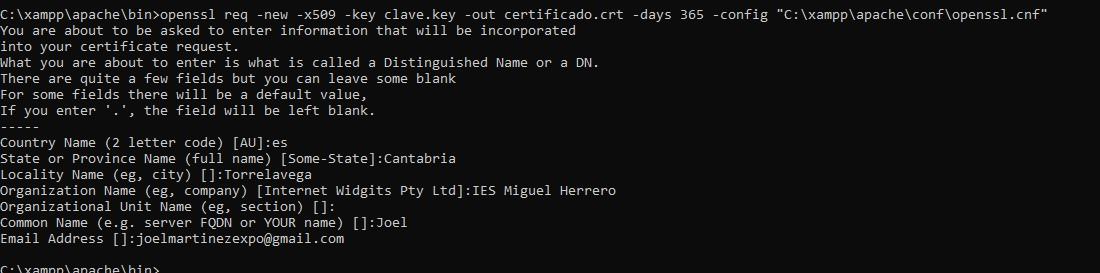 C:\xampp\apache\bin>openssl req -new -x509 -key clave.key -out certificado.crt -days 365 -config "C:\xampp\apache\conf\openssl.cnf"
You are about to be asked to enter information that will be incorporated
into your certificate request.
What you are about to enter is what is called a Distinguished Name or a DN.
There are quite a few fields but you can leave some blank
For some fields there will be a default value,
If you enter '.', the field will be left blank.
-----
Country Name (2 letter code) [AU]:es
State or Province Name (full name) [Some-State]:Cantabria
Locality Name (eg, city) []:Torrelavega
Organization Name (eg, company) [Internet Widgits Pty Ltd]:IES Miguel Herrero
Organizational Unit Name (eg, section) []:
Common Name (e.g. server FQDN or YOUR name) []:Joel
Email Address []:joelmartinezexpo@gmail.com
C:\xampp\apache\bin>